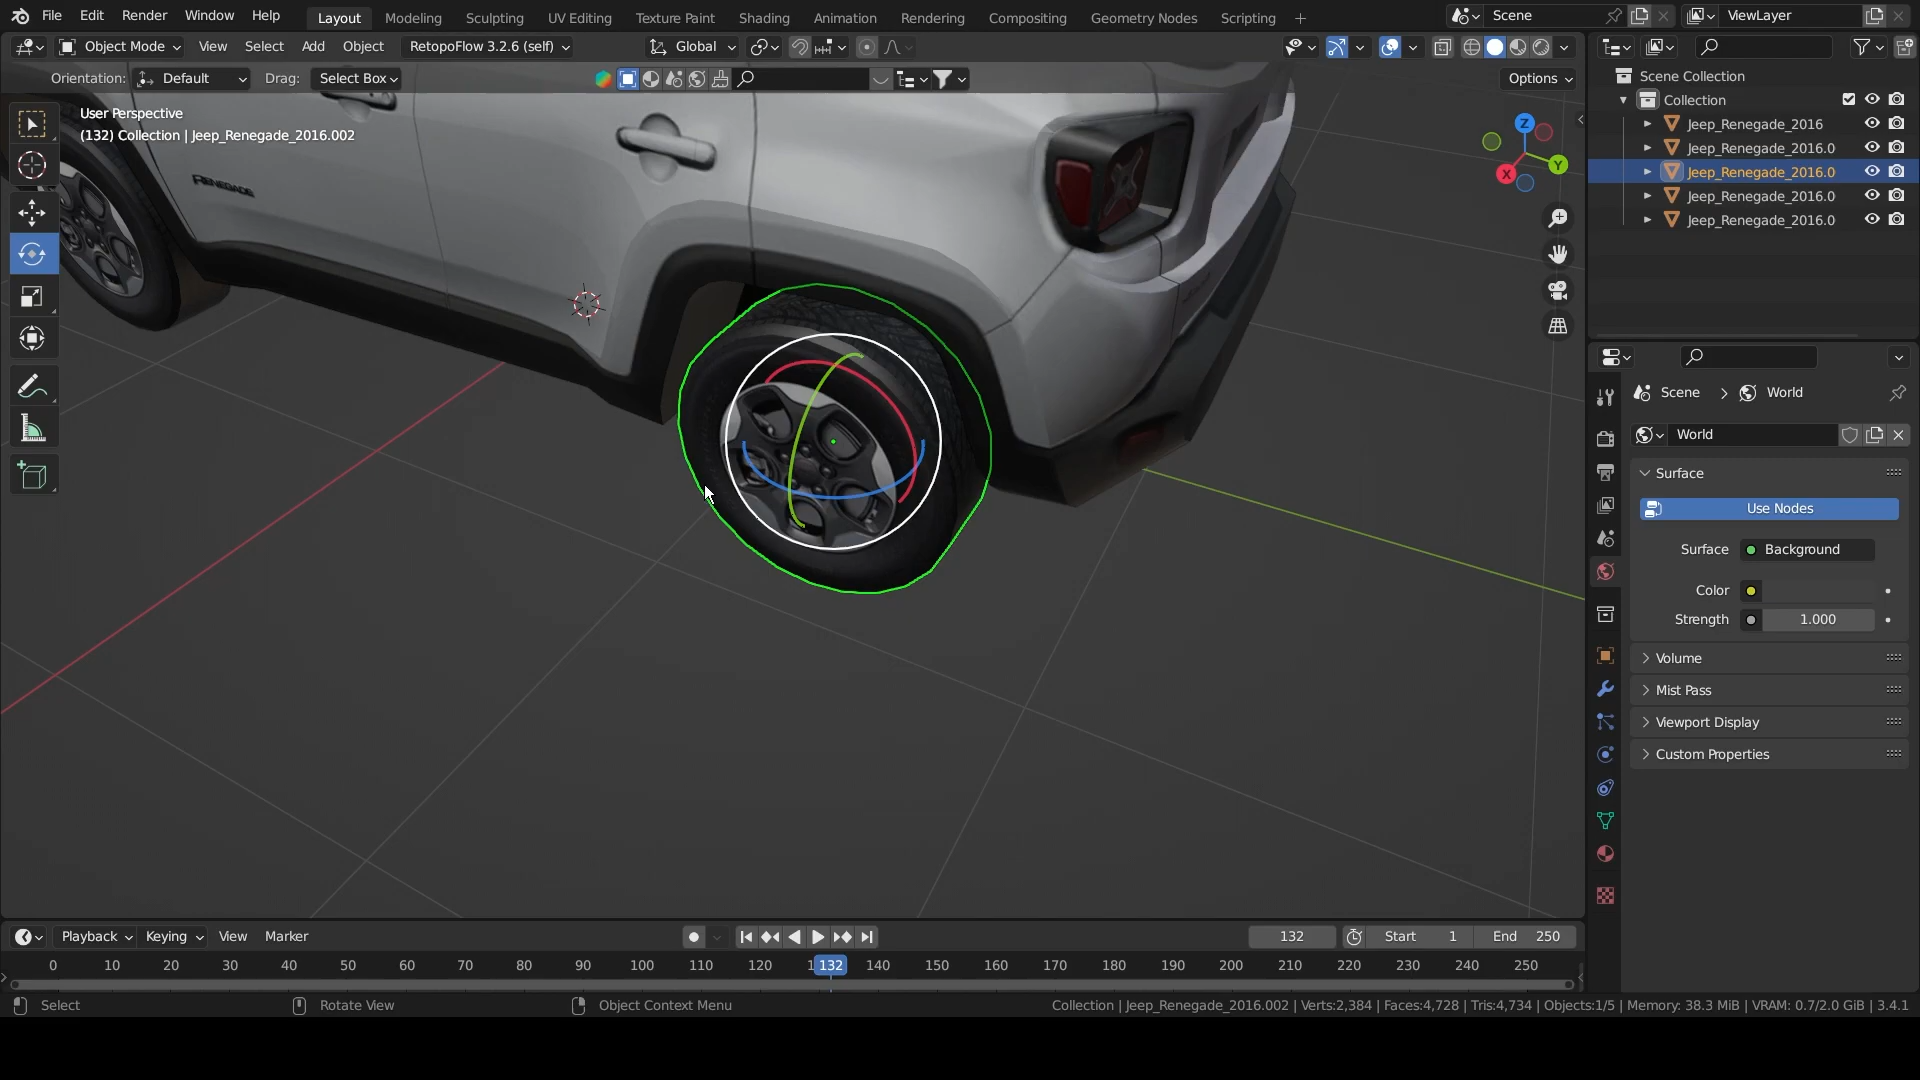 File Edit Render Window Help
Layout Modeling Sculpting UV Editing Texture Paint Shading Animation Rendering Compositing Geometry Nodes Scripting +
Scene ViewLayer
Object Mode View Select Add Object RetopoFlow 3.2.6 (self) Global
Orientation: Default Drag: Select Box Options
User Perspective
(132) Collection | Jeep_Renegade_2016.002
RENEGADE
Z
Y
X
Scene Collection
Collection
Jeep_Renegade_2016
Jeep_Renegade_2016.0
Jeep_Renegade_2016.0
Jeep_Renegade_2016.0
Jeep_Renegade_2016.0
Scene > World
World
Surface
Use Nodes
Surface Background
Color
Strength 1.000
Volume
Mist Pass
Viewport Display
Custom Properties
Playback Keying View Marker 132 Start 1 End 250
0 10 20 30 40 50 60 70 80 90 100 110 120 132 140 150 160 170 180 190 200 210 220 230 240 250
Select Rotate View Object Context Menu Collection | Jeep_Renegade_2016.002 | Verts:2,384 | Faces:4,728 | Tris:4,734 | Objects:1/5 | Memory: 38.3 MiB | VRAM: 0.7/2.0 GiB | 3.4.1